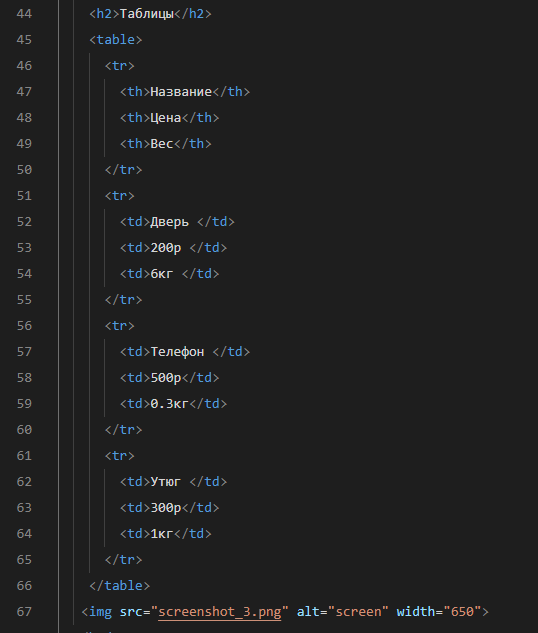 44 <h2>Таблицы</h2>
45 <table>
46 <tr>
47 <th>Название</th>
48 <th>Цена</th>
49 <th>Вес</th>
50 </tr>
51 <tr>
52 <td>Дверь </td>
53 <td>200р </td>
54 <td>6кг </td>
55 </tr>
56 <tr>
57 <td>Телефон </td>
58 <td>500р</td>
59 <td>0.3кг</td>
60 </tr>
61 <tr>
62 <td>Утюг </td>
63 <td>300р</td>
64 <td>1кг</td>
65 </tr>
66 </table>
67 <img src="screenshot_3.png" alt="screen" width="650">